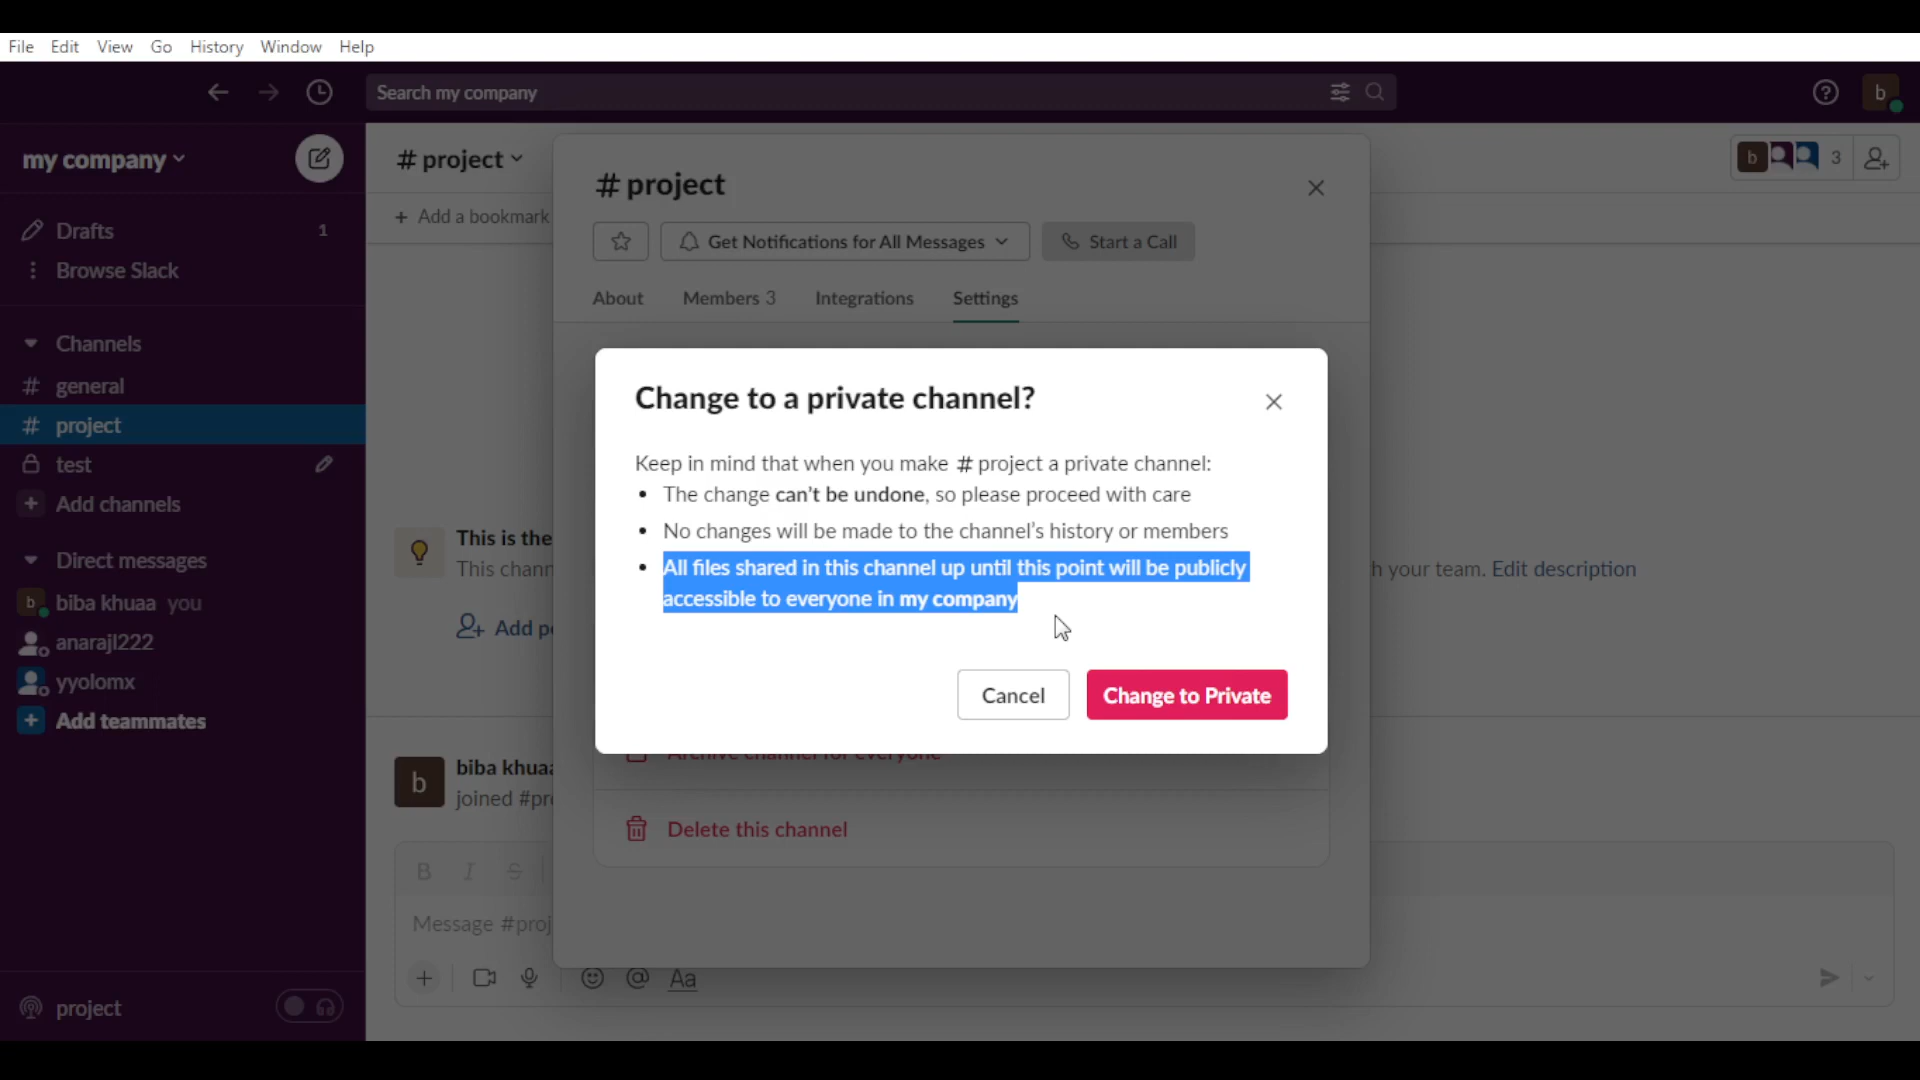 File Edit View Go History Window Help
Search my company
b
my company
# project
b 3
Drafts 1
Browse Slack
Channels
# general
# project
test
+ Add channels
Direct messages
b biba khuaa you
anarajl222
yyolomx
+ Add teammates
project
+ Add a bookmark
This is the
This chann
Add p
h your team. Edit description
b
biba khuaa
joined #pr
B I S
Message #proj
+ @ Aa
# project
Get Notifications for All Messages
Start a Call
About Members 3 Integrations Settings
Change to a private channel?
Keep in mind that when you make # project a private channel:
• The change can't be undone, so please proceed with care
• No changes will be made to the channel's history or members
• All files shared in this channel up until this point will be publicly
accessible to everyone in my company
Cancel Change to Private
Archive channel for everyone
Delete this channel